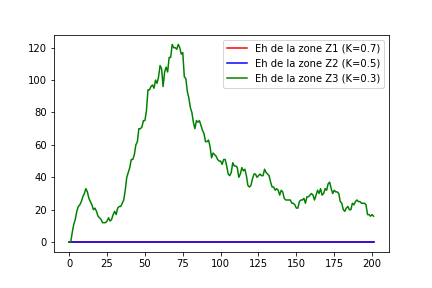 Eh de la zone Z1 (K=0.7)
Eh de la zone Z2 (K=0.5)
Eh de la zone Z3 (K=0.3)
120
100
80
60
40
20
0
0 25 50 75 100 125 150 175 200